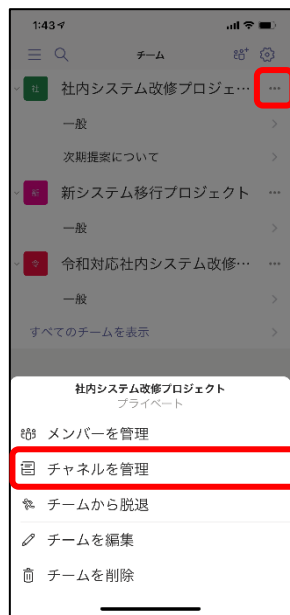 1:43
チーム
社 社内システム改修プロジェ… …
一般
次期提案について
新 新システム移行プロジェクト …
一般
令 令和対応社内システム改修… …
一般
すべてのチームを表示
社内システム改修プロジェクト
プライベート
メンバーを管理
チャネルを管理
チームから脱退
チームを編集
チームを削除